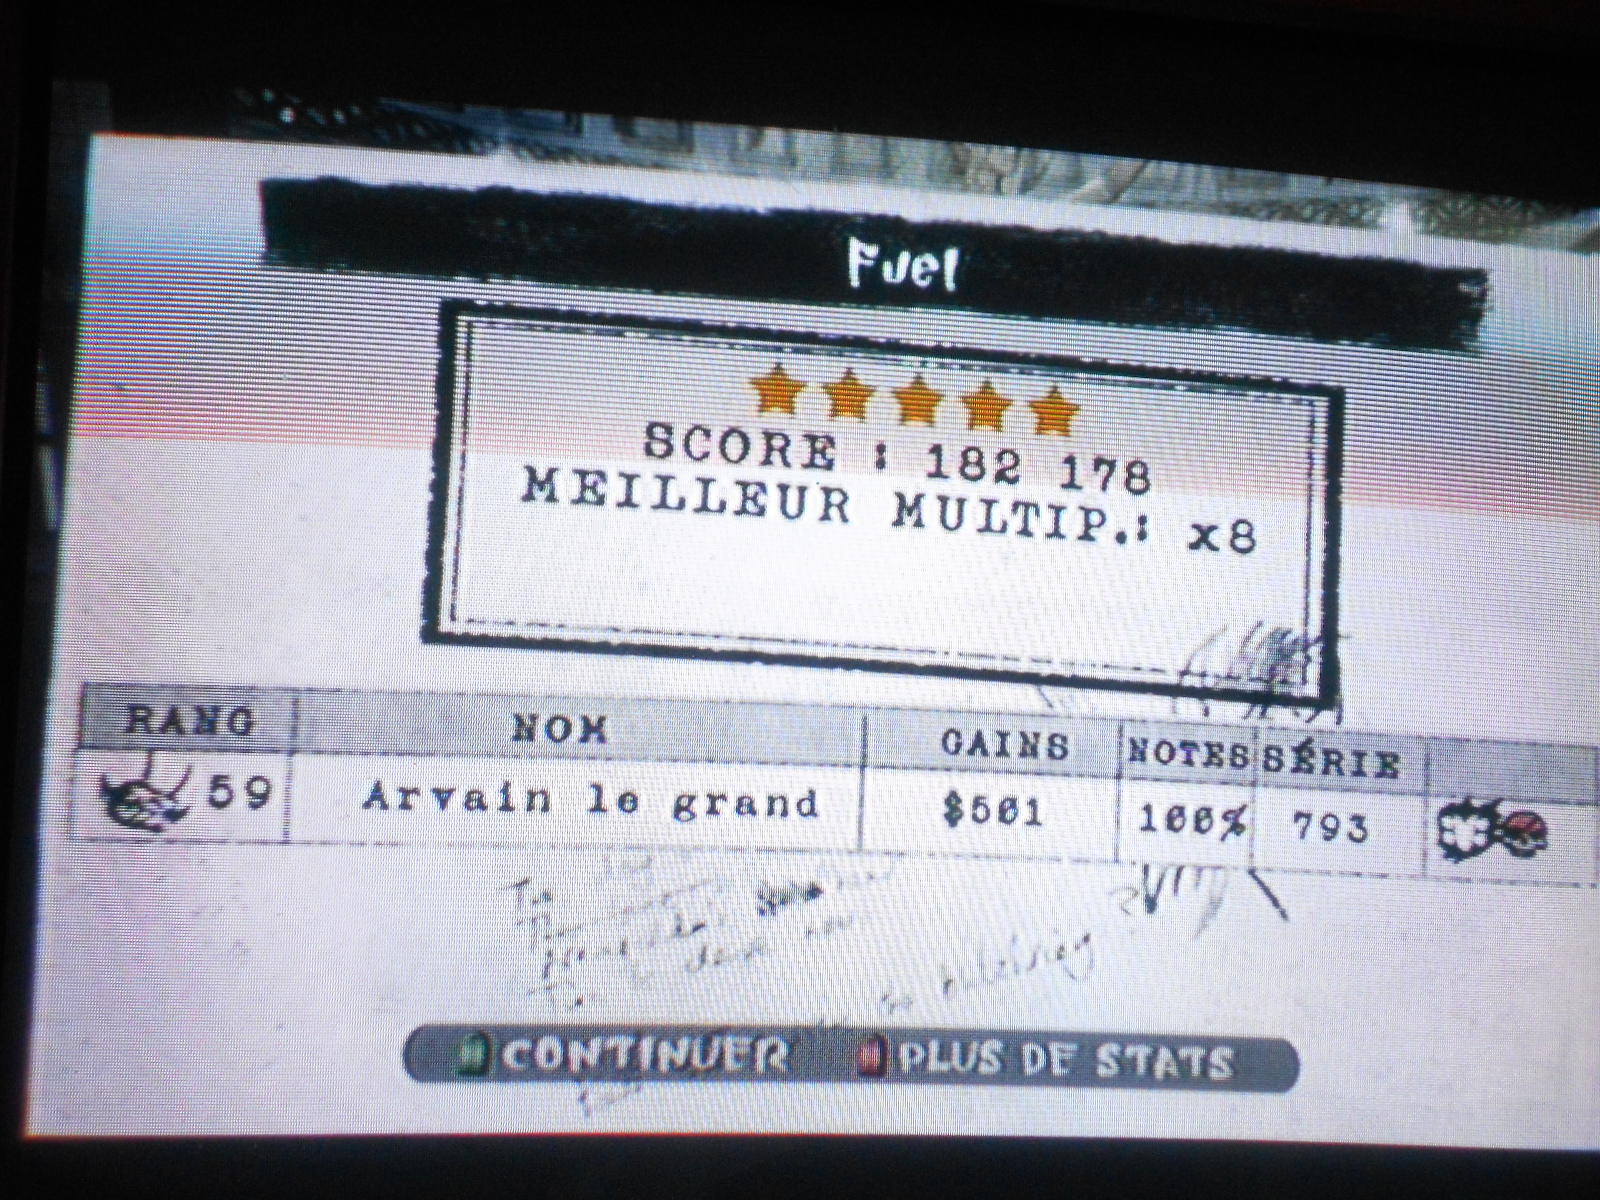 Fuel
SCORE : 182 178
MEILLEUR MULTIP.: x8
RANG NOM GAINS NOTES SÉRIE
59 Arvain le grand $501 100% 793
CONTINUER PLUS DE STATS